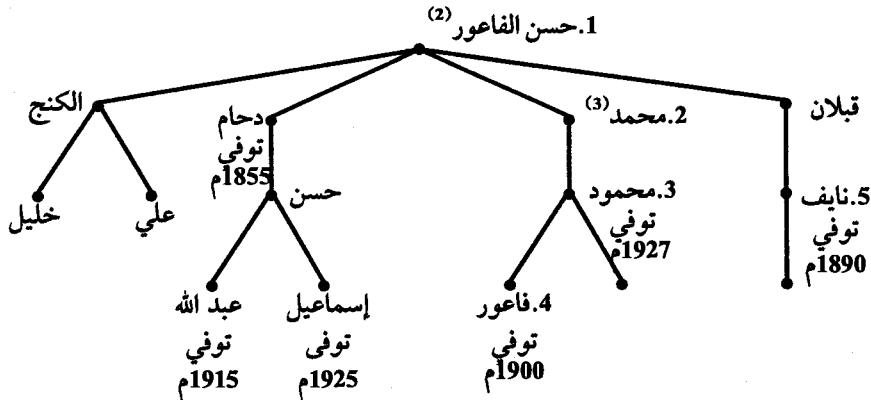 1.حسن الفاعور(2)
قبلان
2.محمد(3)
دحام
توفي
1855م
الكنج
5.نايف
توفي
1890م
3.محمود
توفي
1927م
حسن
علي
خليل
4.فاعور
توفي
1900م
إسماعيل
توفى
1925م
عبد الله
توفي
1915م